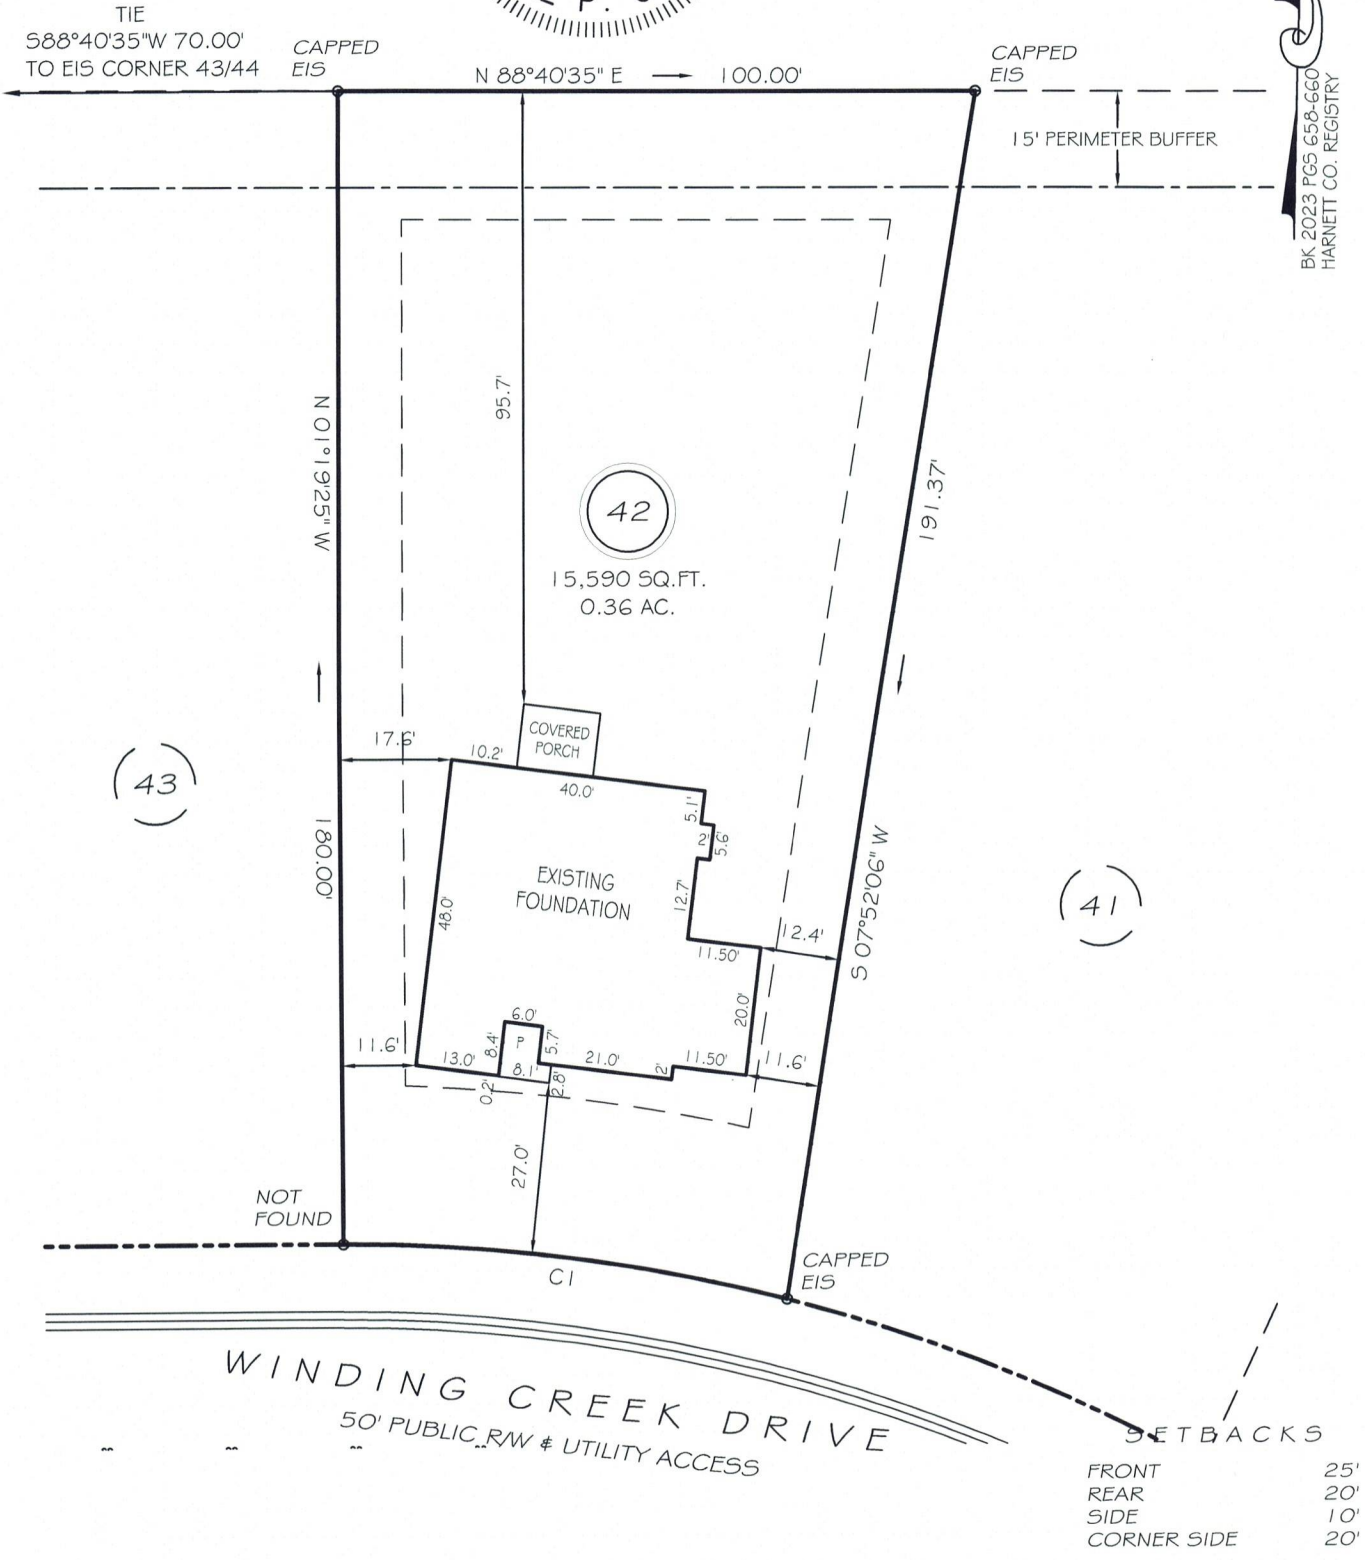 TIE
S88°40'35"W 70.00'
TO EIS CORNER 43/44
CAPPED
EIS
N 88°40'35" E
100.00'
CAPPED
EIS
15' PERIMETER BUFFER
BK 2023 PGS 658-660
HARNETT CO. REGISTRY
95.7'
N 01°19'25" W
180.00'
42
15,590 SQ.FT.
0.36 AC.
191.37'
S 07°52'06" W
43
41
17.6'
10.2'
COVERED
PORCH
40.0'
5.1'
2'
5.6'
12.7'
EXISTING
FOUNDATION
48.0'
11.50'
12.4'
20.0'
6.0'
P
8.4'
5.7'
11.6'
13.0'
8.1'
21.0'
2'
11.50'
11.6'
0.2'
2.8'
27.0'
NOT
FOUND
C1
CAPPED
EIS
WINDING CREEK DRIVE
50' PUBLIC R/W & UTILITY ACCESS
SETBACKS
FRONT 25'
REAR 20'
SIDE 10'
CORNER SIDE 20'